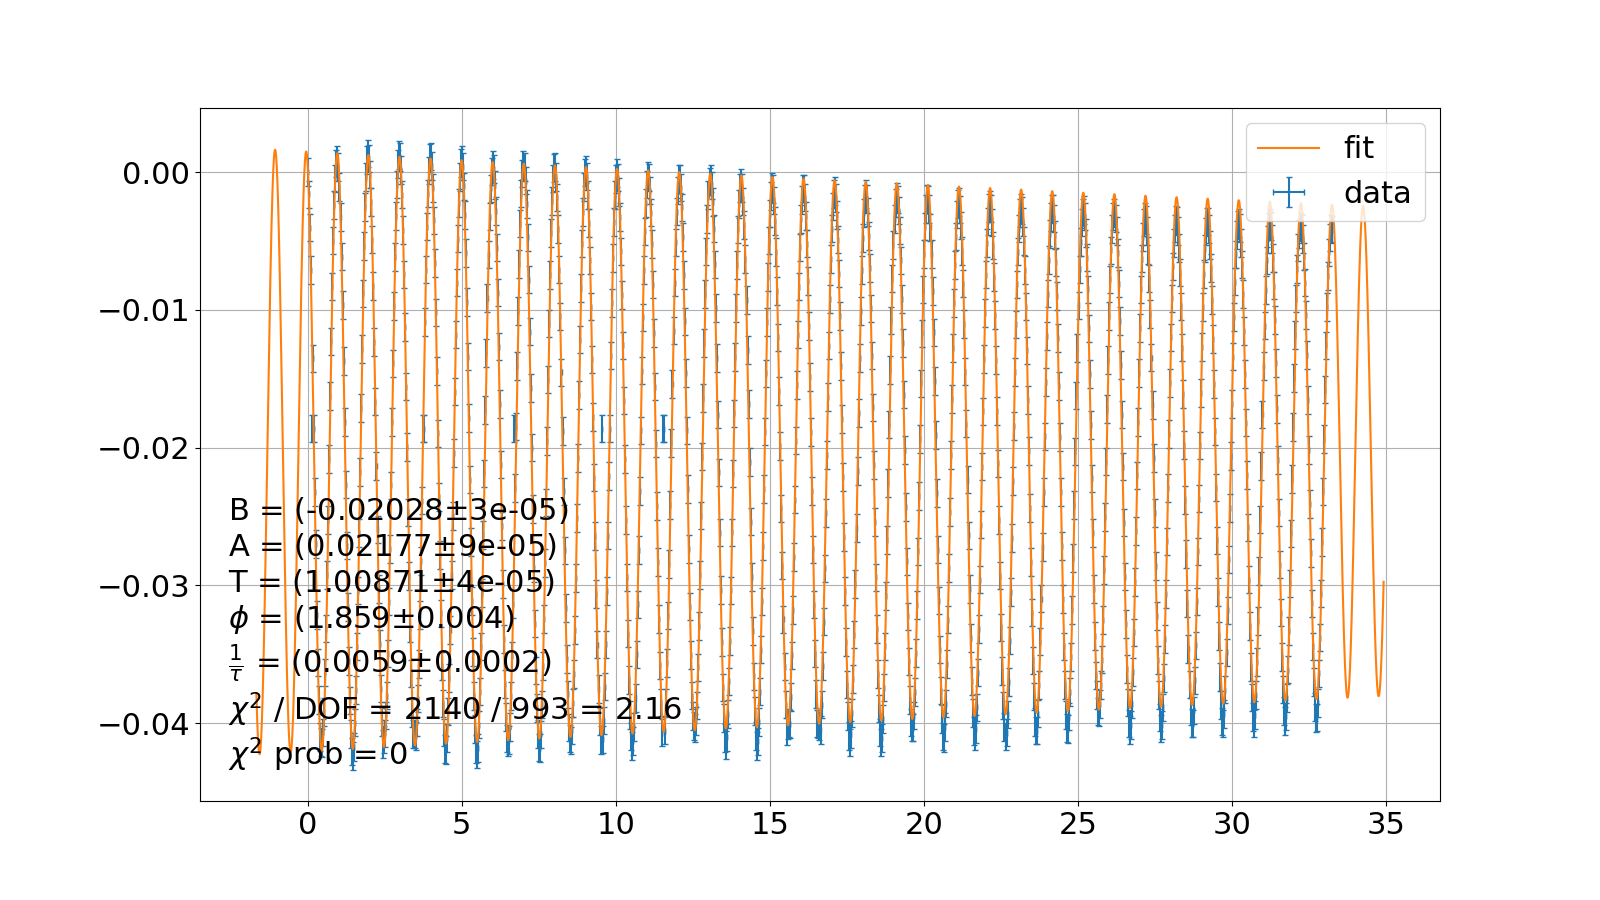 fit
data
0.00
−0.01
−0.02
−0.03
−0.04
B = (-0.02028±3e-05)
A = (0.02177±9e-05)
T = (1.00871±4e-05)
ϕ = (1.859±0.004)
1/τ = (0.0059±0.0002)
χ² / DOF = 2140 / 993 = 2.16
χ² prob = 0
0 5 10 15 20 25 30 35